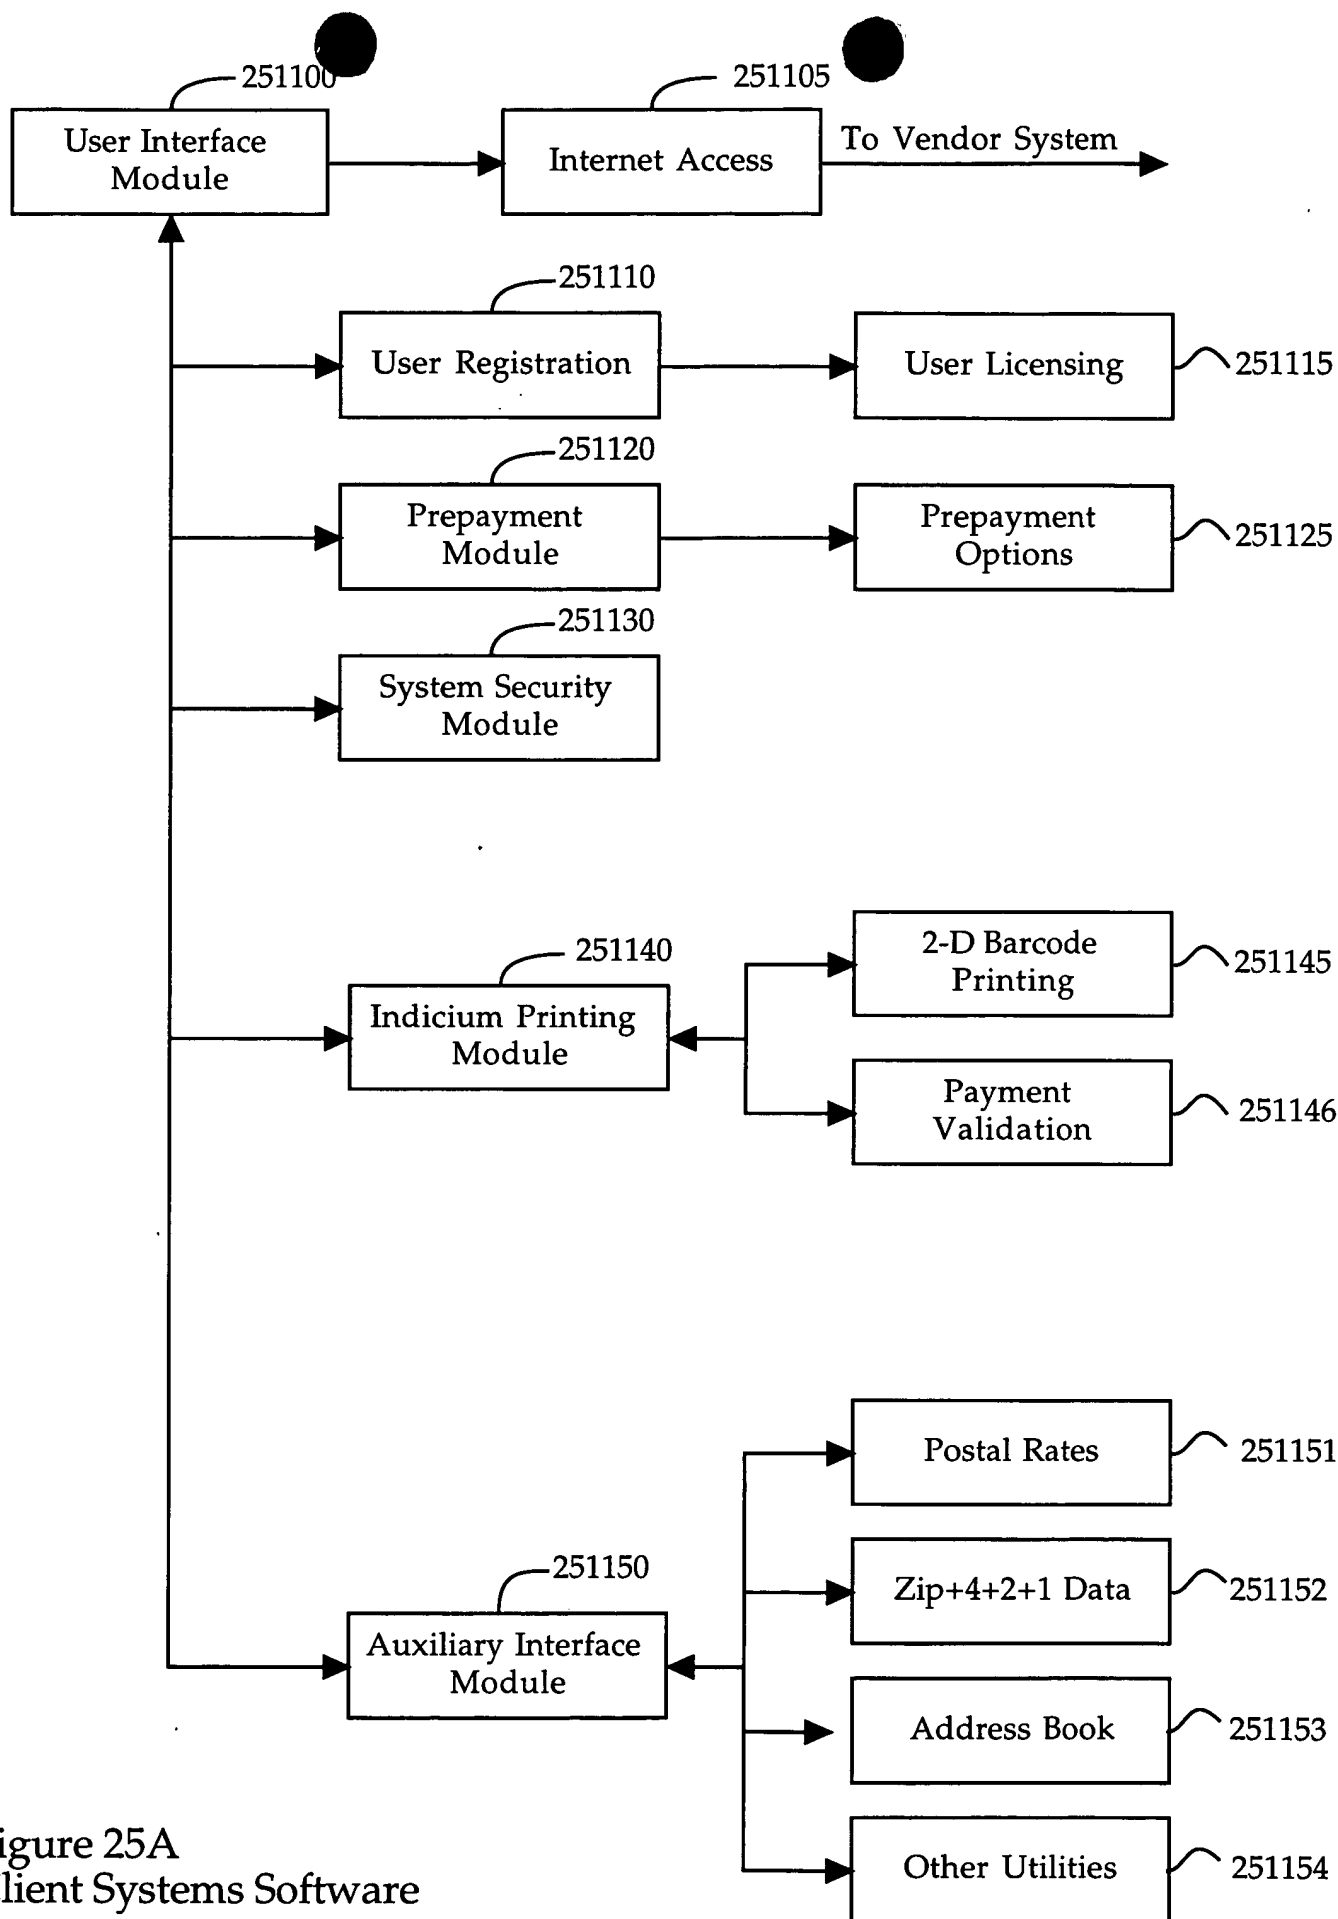 251100
251105
User Interface
Module
Internet Access
To Vendor System
251110
User Registration
User Licensing
251115
251120
Prepayment
Module
Prepayment
Options
251125
251130
System Security
Module
251140
Indicium Printing
Module
2-D Barcode
Printing
251145
Payment
Validation
251146
Postal Rates
251151
Zip+4+2+1 Data
251152
251150
Auxiliary Interface
Module
Address Book
251153
Other Utilities
251154
igure 25A
lient Systems Software